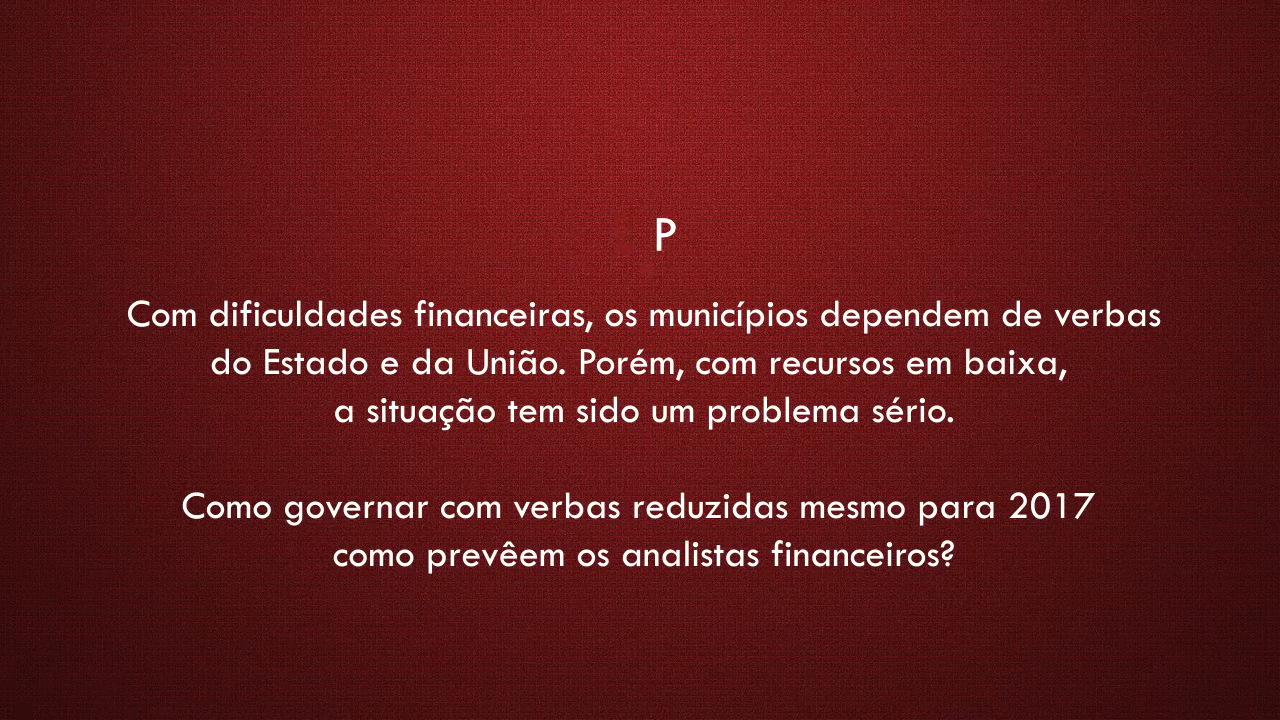 P
Com dificuldades financeiras, os municípios dependem de verbas
do Estado e da União. Porém, com recursos em baixa,
a situação tem sido um problema sério.
Como governar com verbas reduzidas mesmo para 2017
como prevêem os analistas financeiros?